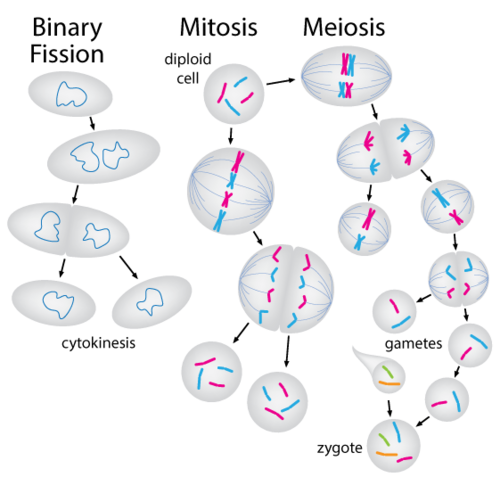 Binary
Fission
Mitosis
Meiosis
diploid
cell
cytokinesis
gametes
zygote